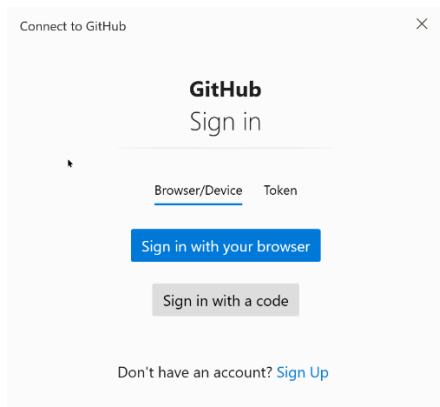 Connect to GitHub
GitHub
Sign in
Browser/Device Token
Sign in with your browser
Sign in with a code
Don't have an account? Sign Up